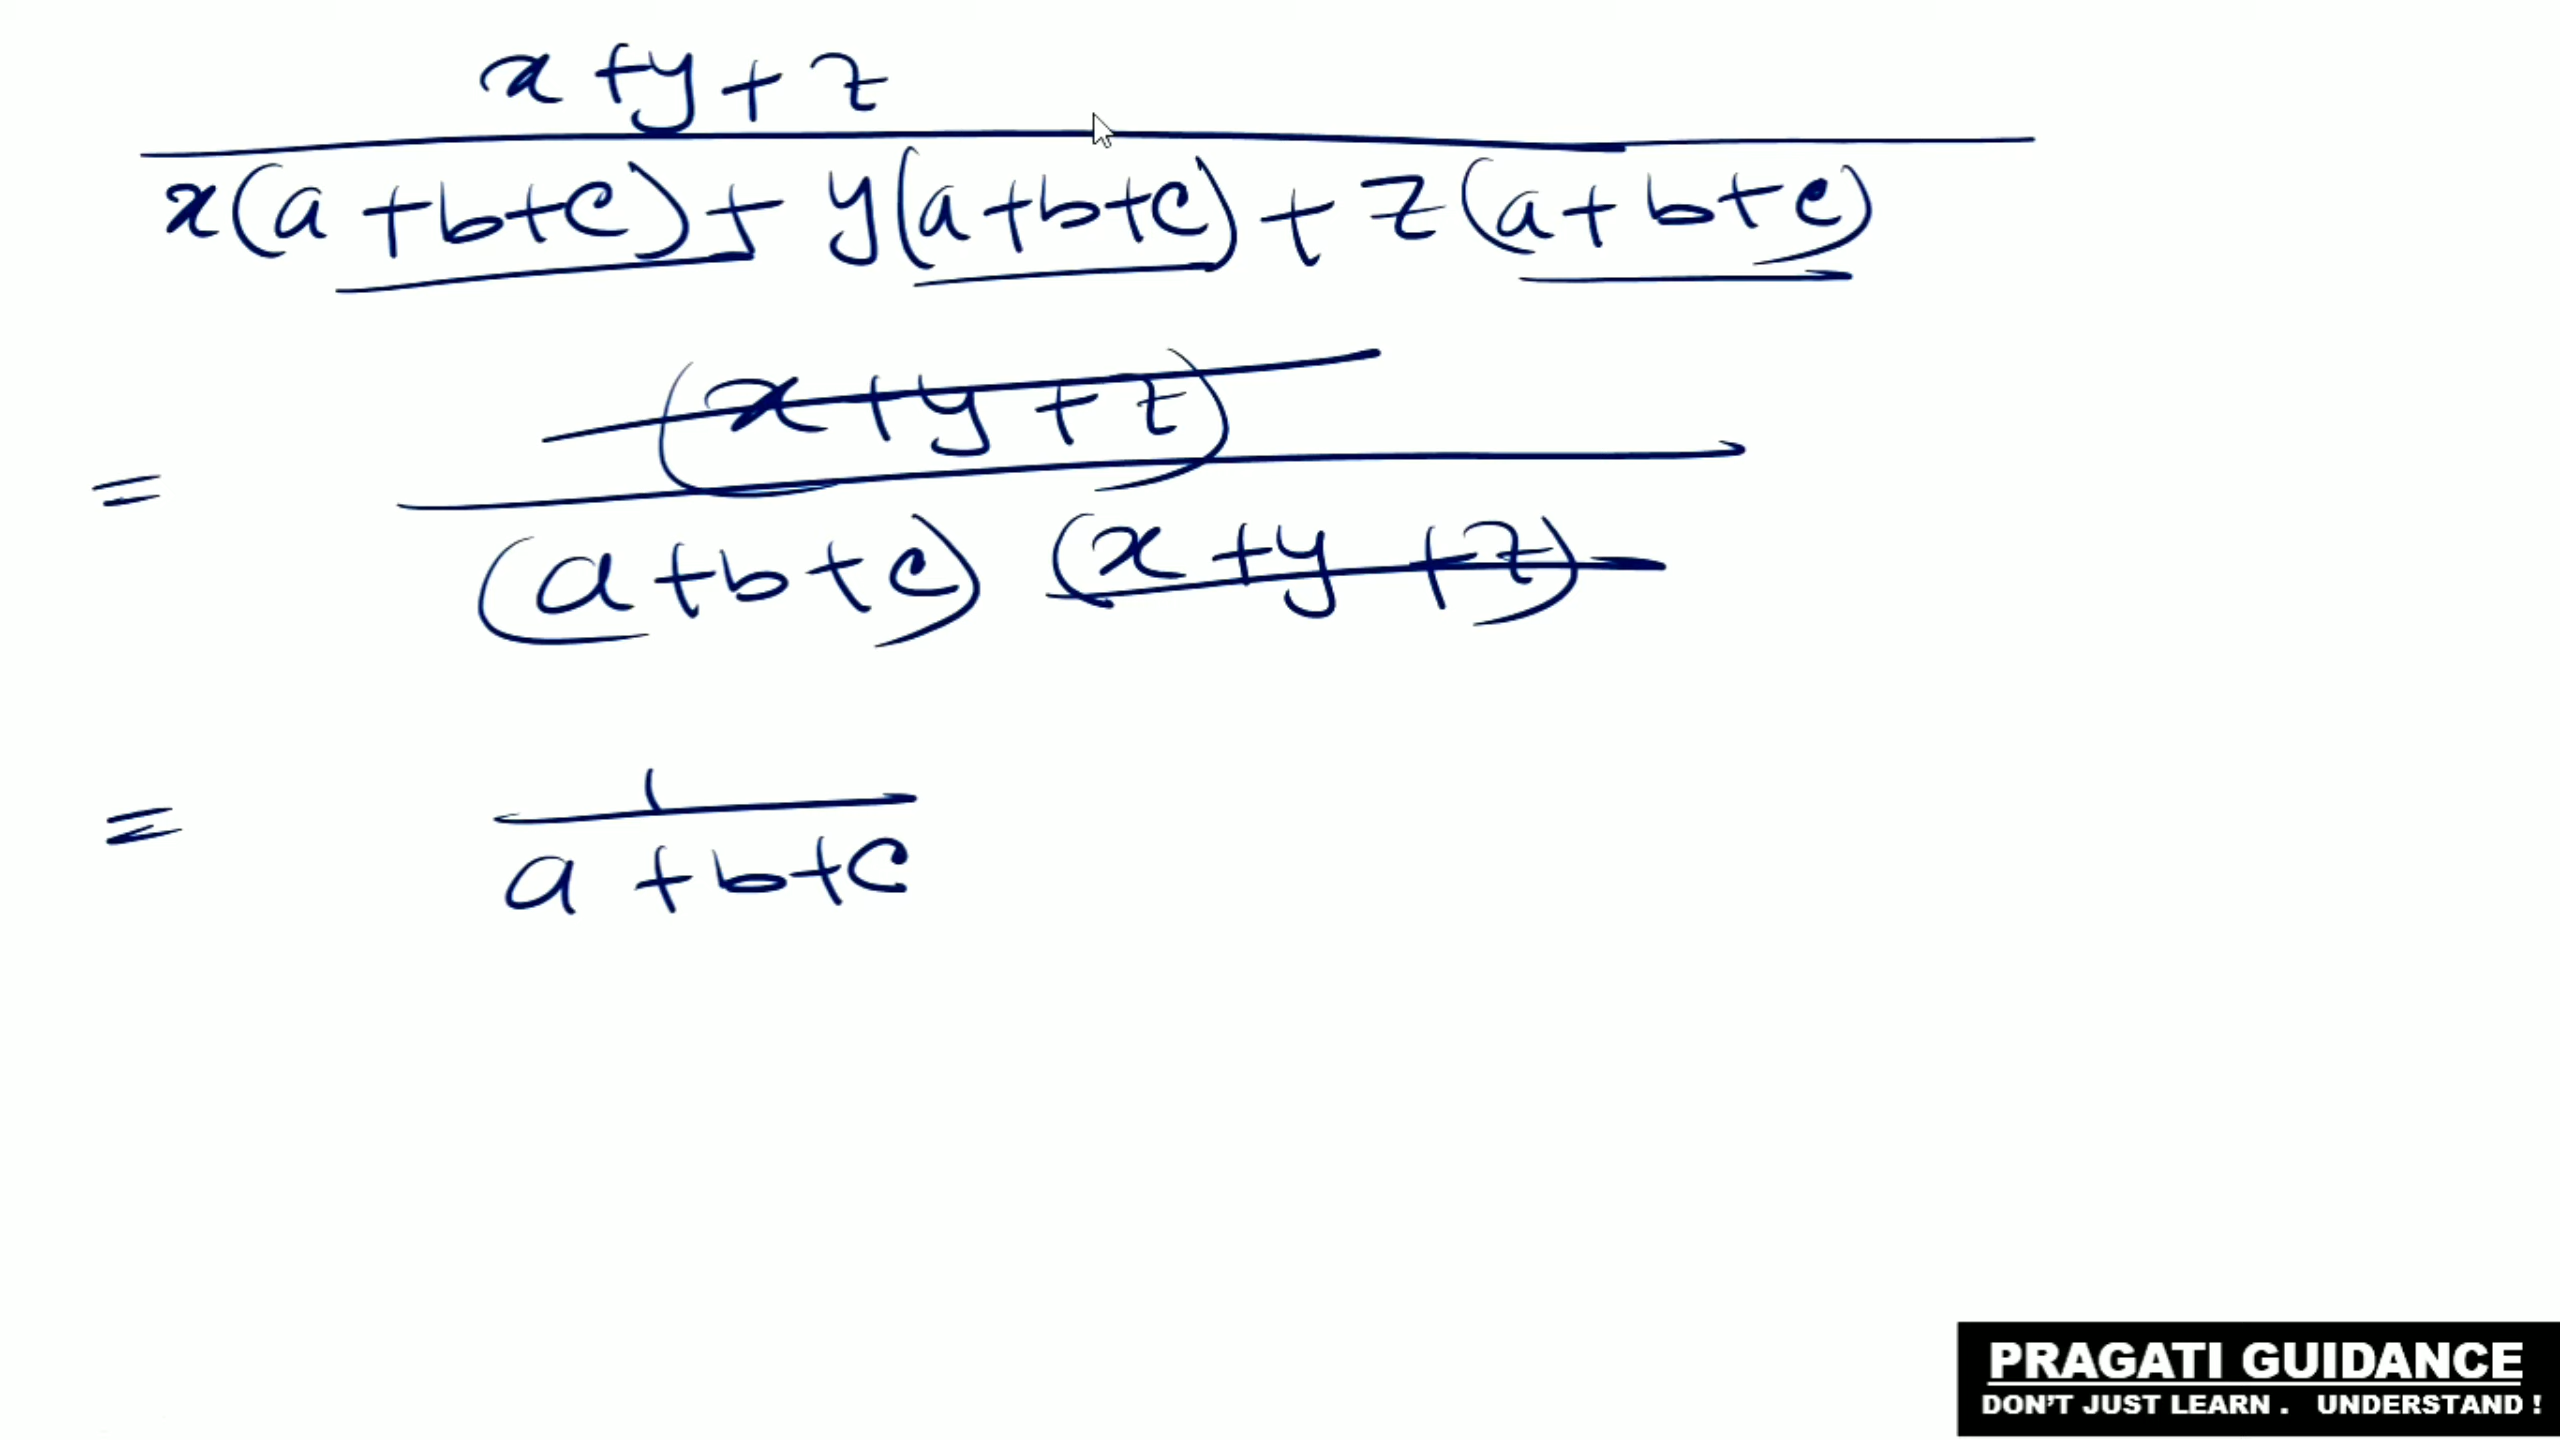 x+y+z
x(a+b+c)+y(a+b+c)+z(a+b+c)
= (x+y+z)
(a+b+c)(x+y+z)
= 1
a+b+c
PRAGATI GUIDANCE
DON'T JUST LEARN. UNDERSTAND!